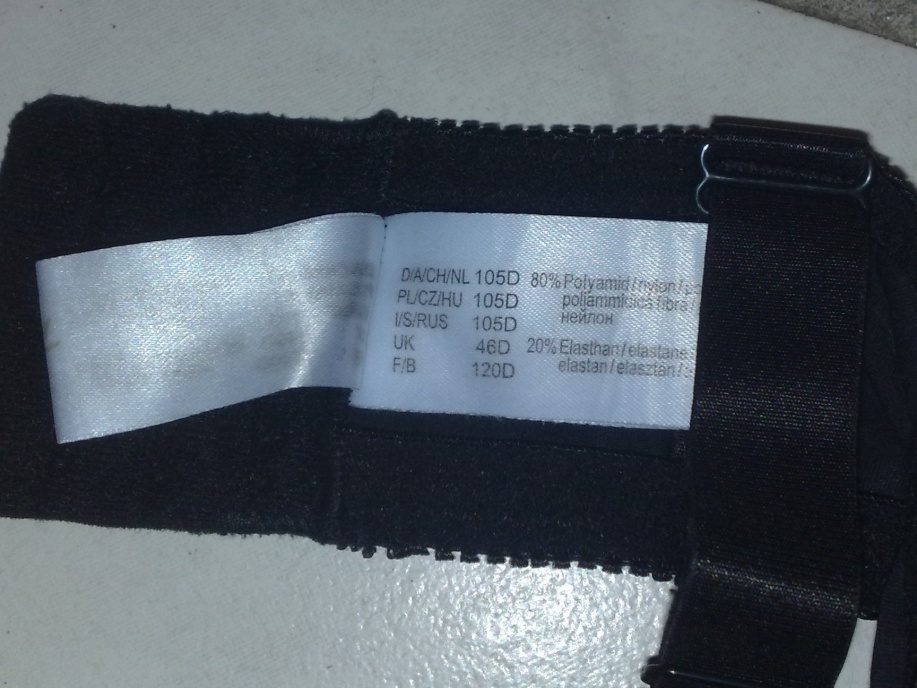 D/A/CH/NL 105D 80% Polyamid/nylon/
PL/CZ/HU 105D poliammidica fibra/
I/S/RUS 105D нейлон
UK 46D 20% Elasthan/elastane
F/B 120D elastan/elasztán/